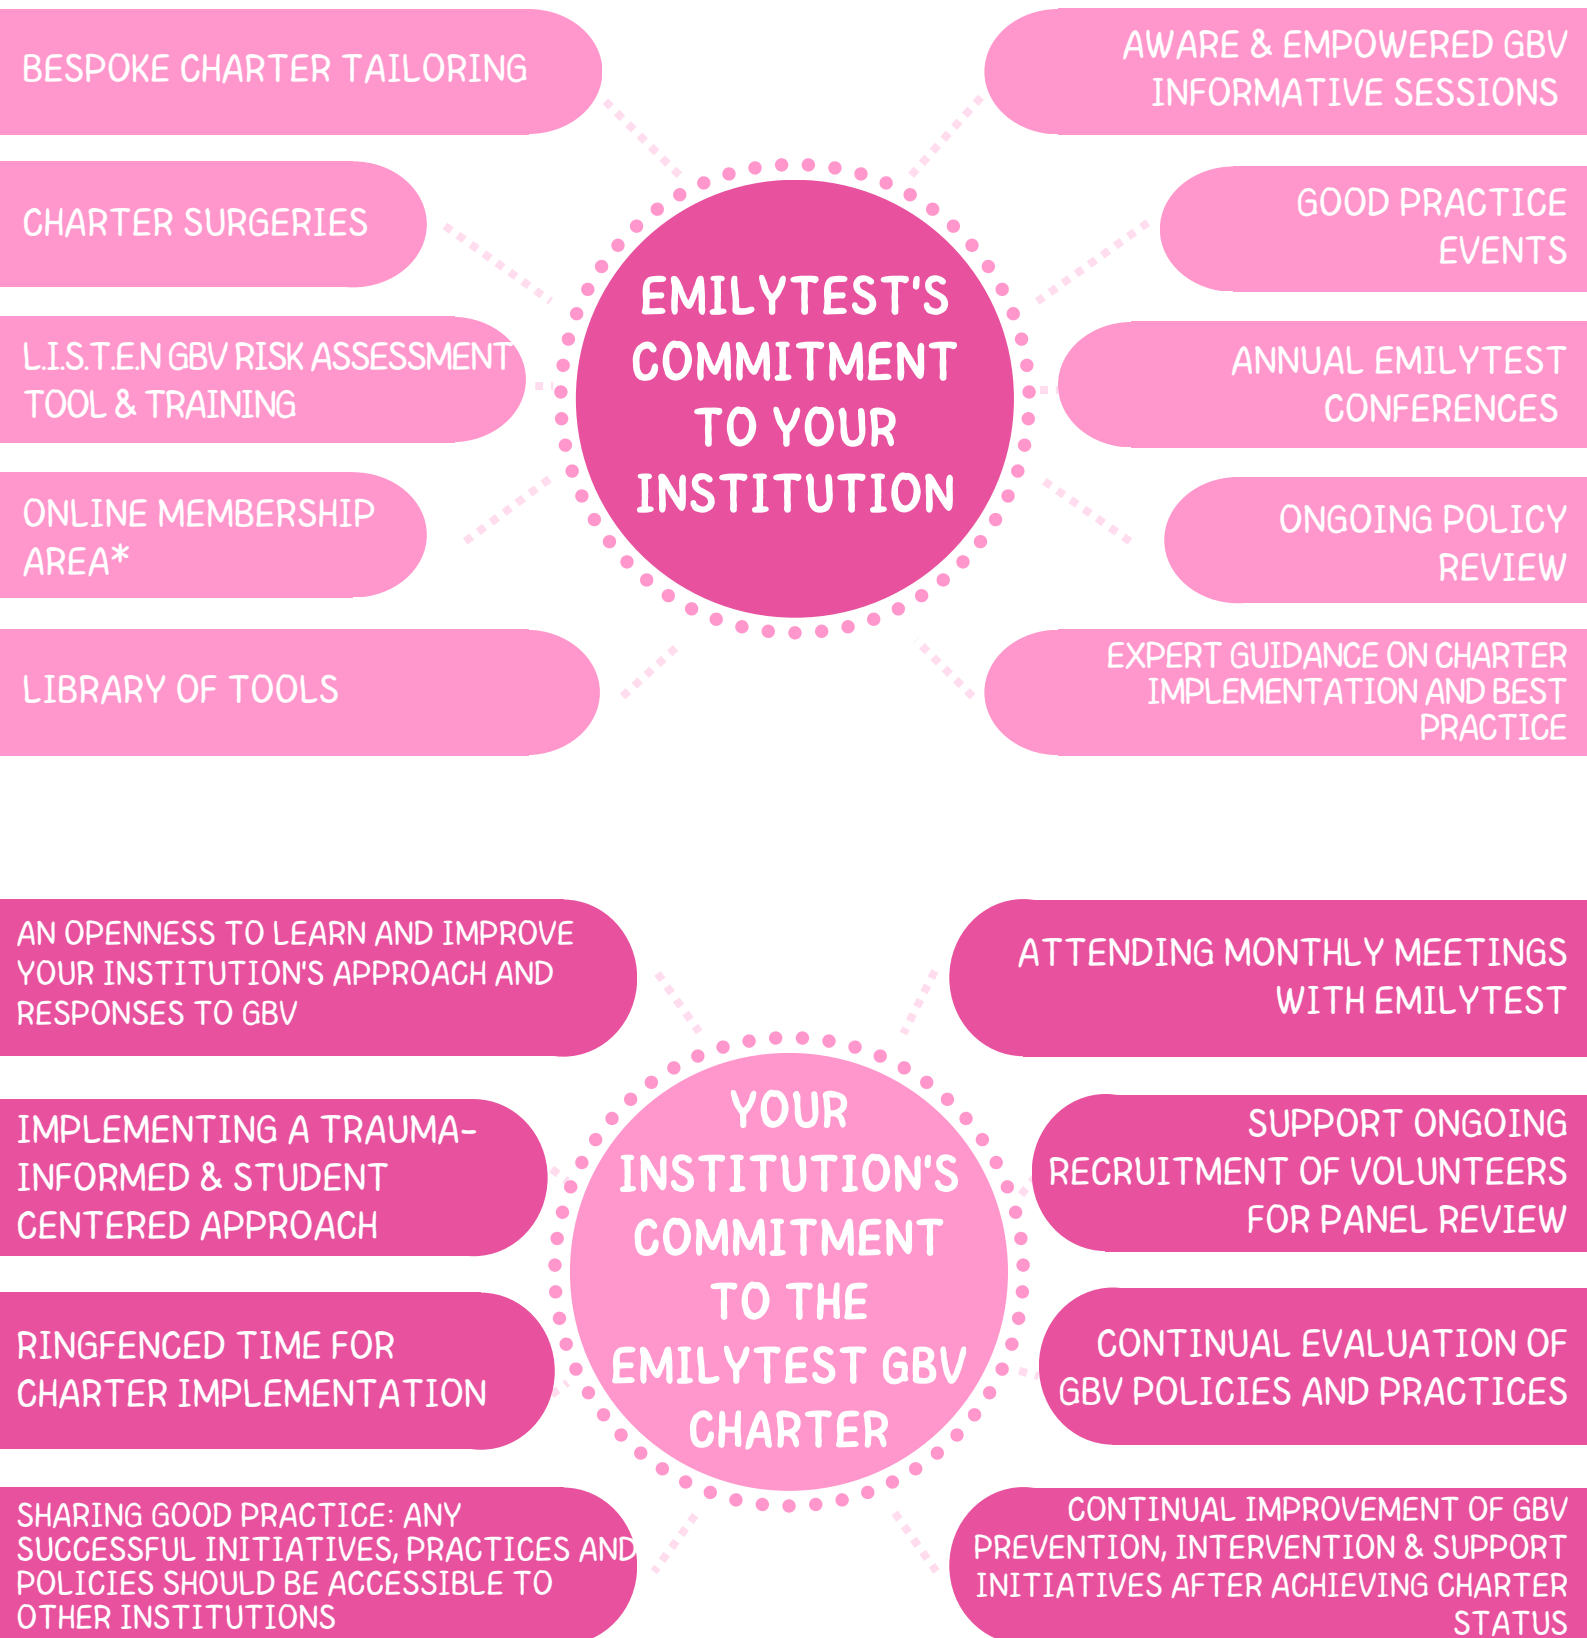 BESPOKE CHARTER TAILORING
CHARTER SURGERIES
L.I.S.T.E.N GBV RISK ASSESSMENT
TOOL & TRAINING
ONLINE MEMBERSHIP
AREA*
LIBRARY OF TOOLS
EMILYTEST'S
COMMITMENT
TO YOUR
INSTITUTION
AWARE & EMPOWERED GBV
INFORMATIVE SESSIONS
GOOD PRACTICE
EVENTS
ANNUAL EMILYTEST
CONFERENCES
ONGOING POLICY
REVIEW
EXPERT GUIDANCE ON CHARTER
IMPLEMENTATION AND BEST
PRACTICE
AN OPENNESS TO LEARN AND IMPROVE
YOUR INSTITUTION'S APPROACH AND
RESPONSES TO GBV
IMPLEMENTING A TRAUMA-
INFORMED & STUDENT
CENTERED APPROACH
RINGFENCED TIME FOR
CHARTER IMPLEMENTATION
SHARING GOOD PRACTICE: ANY
SUCCESSFUL INITIATIVES, PRACTICES AND
POLICIES SHOULD BE ACCESSIBLE TO
OTHER INSTITUTIONS
YOUR
INSTITUTION'S
COMMITMENT
TO THE
EMILYTEST GBV
CHARTER
ATTENDING MONTHLY MEETINGS
WITH EMILYTEST
SUPPORT ONGOING
RECRUITMENT OF VOLUNTEERS
FOR PANEL REVIEW
CONTINUAL EVALUATION OF
GBV POLICIES AND PRACTICES
CONTINUAL IMPROVEMENT OF GBV
PREVENTION, INTERVENTION & SUPPORT
INITIATIVES AFTER ACHIEVING CHARTER
STATUS